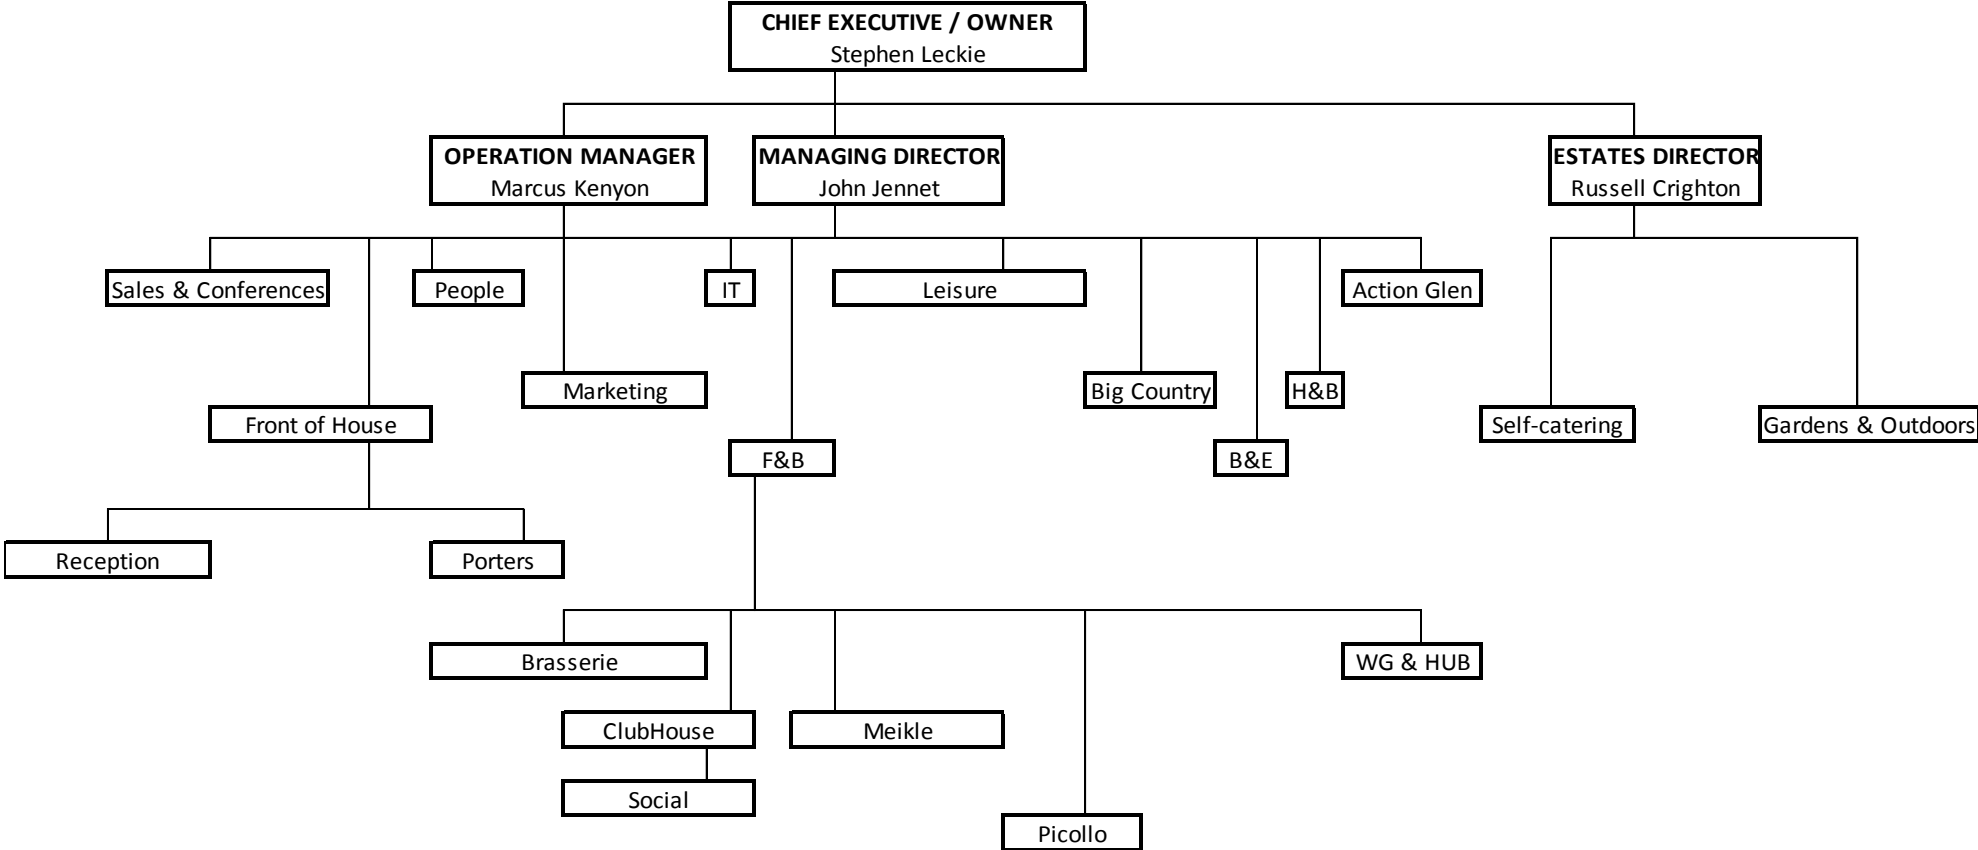 CHIEF EXECUTIVE / OWNER
Stephen Leckie
OPERATION MANAGER
Marcus Kenyon
MANAGING DIRECTOR
John Jennet
ESTATES DIRECTOR
Russell Crighton
Sales & Conferences
People
IT
Leisure
Action Glen
Marketing
Big Country
H&B
Front of House
Self-catering
Gardens & Outdoors
F&B
B&E
Reception
Porters
Brasserie
WG & HUB
ClubHouse
Meikle
Social
Picollo